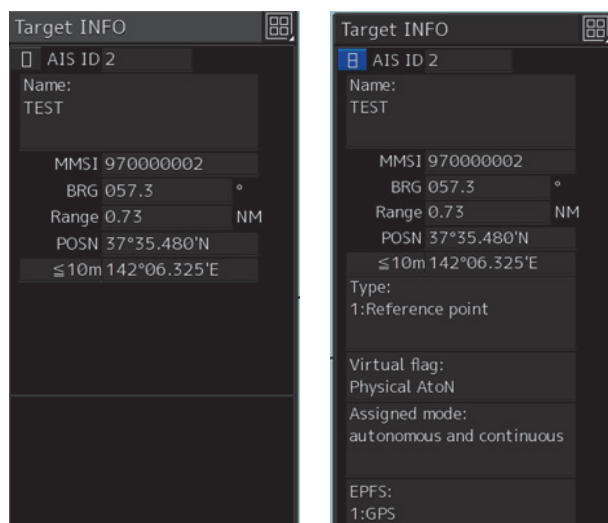 Target INFO
AIS ID 2
Name:
TEST
MMSI 970000002
BRG 057.3 °
Range 0.73 NM
POSN 37°35.480'N
≦10m 142°06.325'E
Target INFO
AIS ID 2
Name:
TEST
MMSI 970000002
BRG 057.3 °
Range 0.73 NM
POSN 37°35.480'N
≦10m 142°06.325'E
Type:
1:Reference point
Virtual flag:
Physical AtoN
Assigned mode:
autonomous and continuous
EPFS:
1:GPS